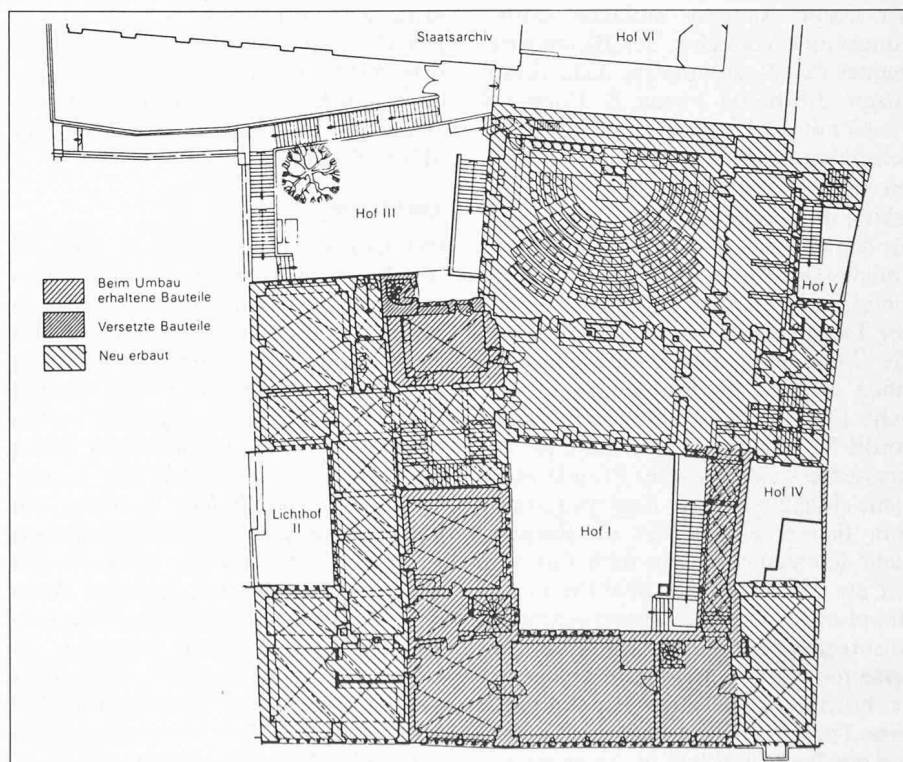 Staatsarchiv
Hof VI
Hof III
Hof V
Beim Umbau
erhaltene Bauteile
Versetzte Bauteile
Neu erbaut
Lichthof
II
Hof I
Hof IV